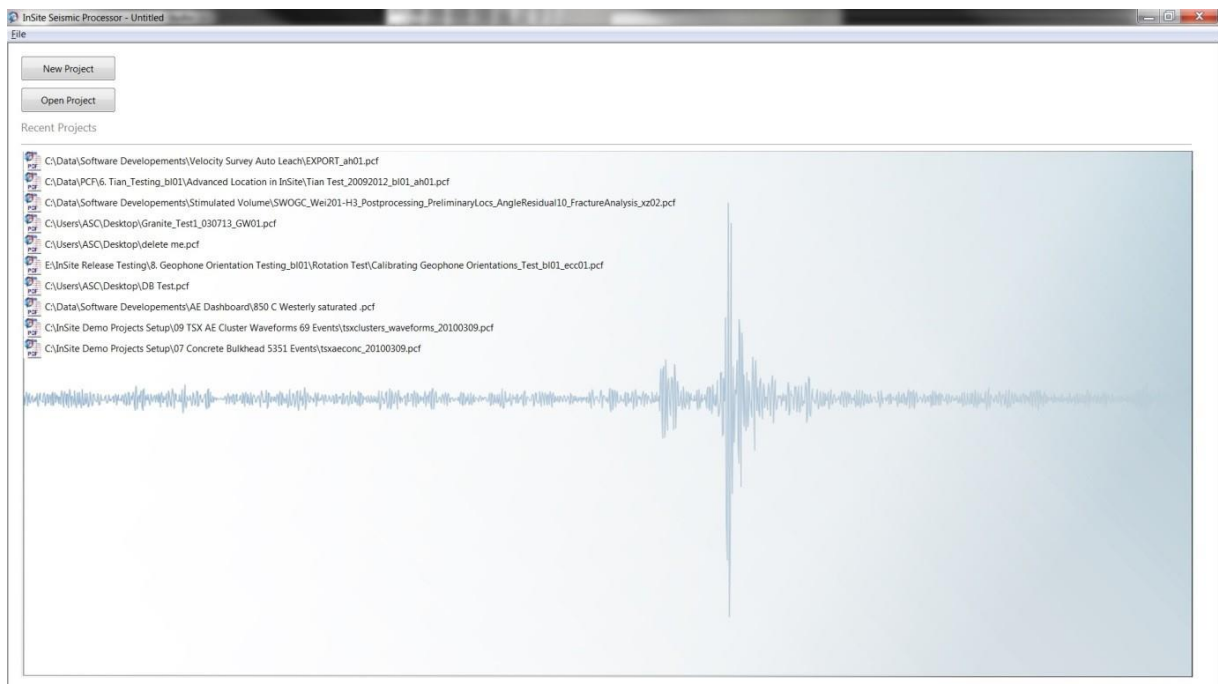 InSite Seismic Processor - Untitled
File
New Project
Open Project
Recent Projects
C:\Data\Software Developements\Velocity Survey Auto Leach\EXPORT_ah01.pcf
C:\Data\PCF\6. Tian_Testing_bl01\Advanced Location in InSite\Tian Test_20092012_bl01_ah01.pcf
C:\Data\Software Developements\Stimulated Volume\SWOGC_Wei201-H3_Postprocessing_PreliminaryLocs_AngleResidual10_FractureAnalysis_xz02.pcf
C:\Users\ASC\Desktop\Granite_Test1_030713_GW01.pcf
C:\Users\ASC\Desktop\delete me.pcf
E:\InSite Release Testing\8. Geophone Orientation Testing_bl01\Rotation Test\Calibrating Geophone Orientations_Test_bl01_ecc01.pcf
C:\Users\ASC\Desktop\DB Test.pcf
C:\Data\Software Developements\AE Dashboard\850 C Westerly saturated .pcf
C:\InSite Demo Projects Setup\09 TSX AE Cluster Waveforms 69 Events\tsxclusters_waveforms_20100309.pcf
C:\InSite Demo Projects Setup\07 Concrete Bulkhead 5351 Events\tsxaeconc_20100309.pcf